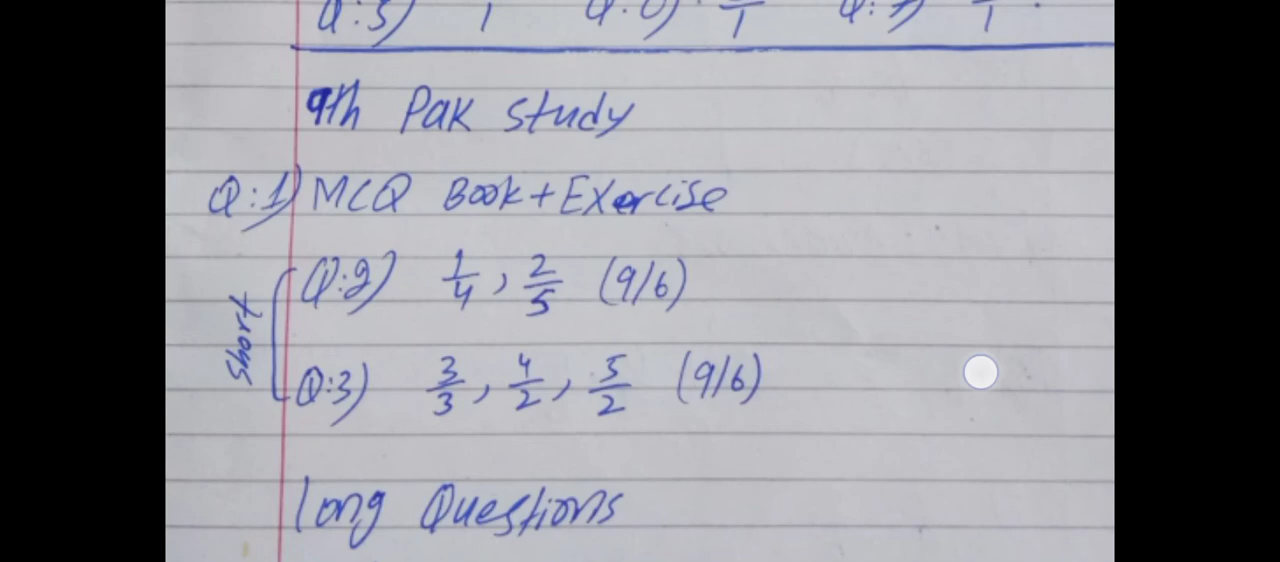 9th Pak study
Q:1) MCQ Book + Exercise
Short
Q:2) 1/4, 2/5 (9/6)
Q:3) 3/3, 4/2, 5/2 (9/6)
long Questions